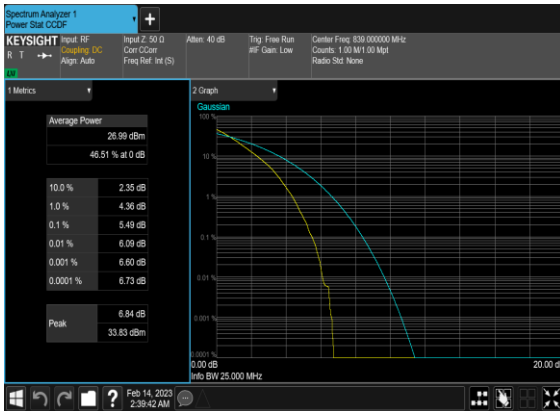 Spectrum Analyzer 1
Power Stat CCDF
+
KEYSIGHT
R T
LXI
Input: RF
Coupling: DC
Align: Auto
Input Z: 50 Ω
Corr CCorr
Freq Ref: Int (S)
Atten: 40 dB
Trig: Free Run
#IF Gain: Low
Center Freq: 839.000000 MHz
Counts: 1.00 M/1.00 Mpt
Radio Std: None
1 Metrics
Average Power
26.99 dBm
46.51 % at 0 dB
10.0 % 2.35 dB
1.0 % 4.36 dB
0.1 % 5.49 dB
0.01 % 6.09 dB
0.001 % 6.60 dB
0.0001 % 6.73 dB
Peak
6.84 dB
33.83 dBm
2 Graph
Gaussian
100 %
10 %
1 %
0.1 %
0.01 %
0.001 %
0.0001 %
0.00 dB
20.00 d
Info BW 25.000 MHz
?
Feb 14, 2023
2:39:42 AM